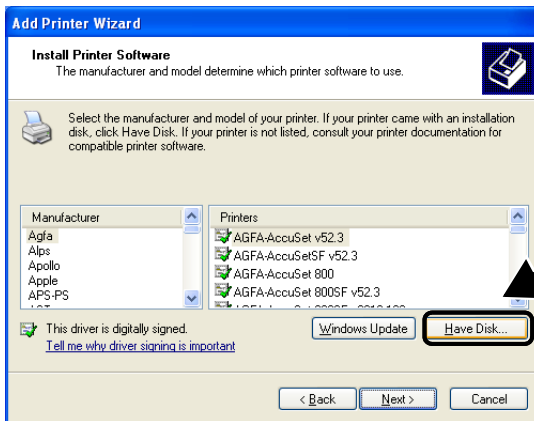 Add Printer Wizard
Install Printer Software
The manufacturer and model determine which printer software to use.
Select the manufacturer and model of your printer. If your printer came with an installation
disk, click Have Disk. If your printer is not listed, consult your printer documentation for
compatible printer software.
Manufacturer
Agfa
Alps
Apollo
Apple
APS-PS
Printers
AGFA-AccuSet v52.3
AGFA-AccuSetSF v52.3
AGFA-AccuSet 800
AGFA-AccuSet 800SF v52.3
This driver is digitally signed.
Tell me why driver signing is important
Windows Update
Have Disk...
< Back
Next >
Cancel